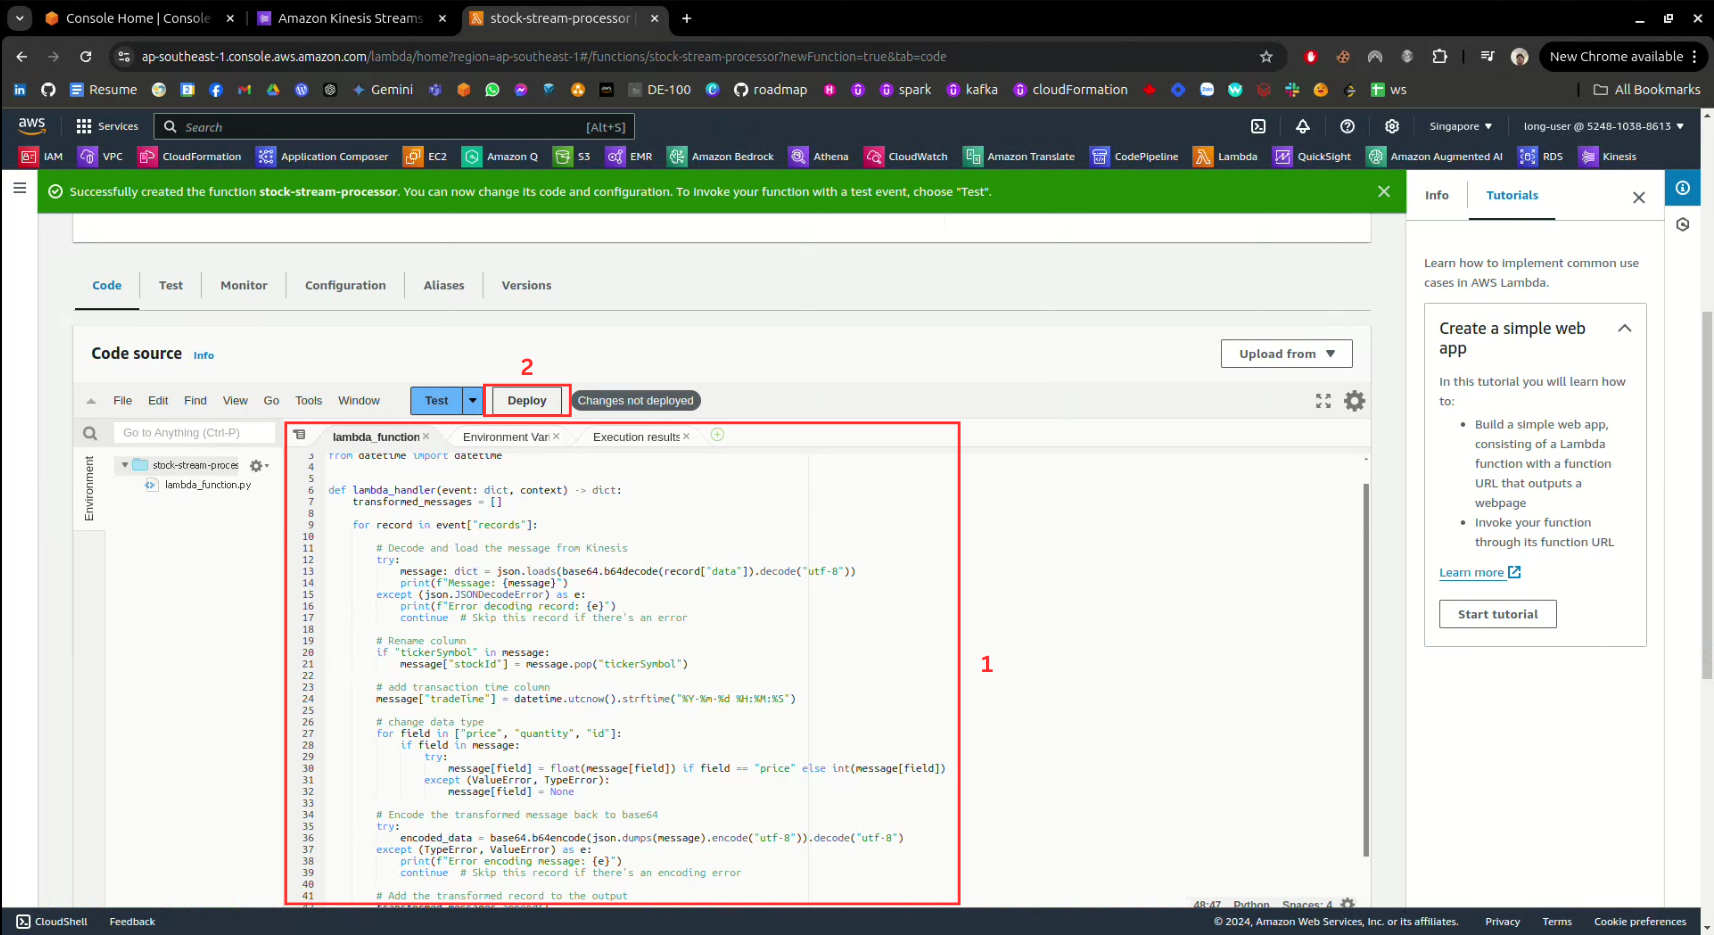 Console Home | Console
Amazon Kinesis Streams
stock-stream-processor
ap-southeast-1.console.aws.amazon.com/lambda/home?region=ap-southeast-1#/functions/stock-stream-processor?newFunction=true&tab=code
New Chrome available
Resume
Gemini
DE-100
roadmap
spark
kafka
cloudFormation
ws
All Bookmarks
aws
Services
Search
[Alt+S]
Singapore
long-user @ 5248-1038-8613
IAM
VPC
CloudFormation
Application Composer
EC2
Amazon Q
S3
EMR
Amazon Bedrock
Athena
CloudWatch
Amazon Translate
CodePipeline
Lambda
QuickSight
Amazon Augmented AI
RDS
Kinesis
Successfully created the function stock-stream-processor. You can now change its code and configuration. To invoke your function with a test event, choose "Test".
Info
Tutorials
Learn how to implement common use
cases in AWS Lambda.
Create a simple web
app
In this tutorial you will learn how
to:
Build a simple web app,
consisting of a Lambda
function with a function
URL that outputs a
webpage
Invoke your function
through its function URL
Learn more
Start tutorial
Code
Test
Monitor
Configuration
Aliases
Versions
Code source
Info
Upload from
2
File
Edit
Find
View
Go
Tools
Window
Test
Deploy
Changes not deployed
Go to Anything (Ctrl-P)
Environment
stock-stream-proces
lambda_function.py
lambda_function
Environment Vari
Execution results
3 from datetime import datetime
4
5
6 def lambda_handler(event: dict, context) -> dict:
7 transformed_messages = []
8
9 for record in event["records"]:
10
11 # Decode and load the message from Kinesis
12 try:
13 message: dict = json.loads(base64.b64decode(record["data"]).decode("utf-8"))
14 print(f"Message: {message}")
15 except (json.JSONDecodeError) as e:
16 print(f"Error decoding record: {e}")
17 continue # Skip this record if there's an error
18
19 # Rename column
20 if "tickerSymbol" in message:
21 message["stockId"] = message.pop("tickerSymbol")
22
23 # add transaction time column
24 message["tradeTime"] = datetime.utcnow().strftime("%Y-%m-%d %H:%M:%S")
25
26 # change data type
27 for field in ["price", "quantity", "id"]:
28 if field in message:
29 try:
30 message[field] = float(message[field]) if field == "price" else int(message[field])
31 except (ValueError, TypeError):
32 message[field] = None
33
34 # Encode the transformed message back to base64
35 try:
36 encoded_data = base64.b64encode(json.dumps(message).encode("utf-8")).decode("utf-8")
37 except (TypeError, ValueError) as e:
38 print(f"Error encoding message: {e}")
39 continue # Skip this record if there's an encoding error
40
41 # Add the transformed record to the output
1
48:47 Python Spaces: 4
CloudShell
Feedback
© 2024, Amazon Web Services, Inc. or its affiliates.
Privacy
Terms
Cookie preferences